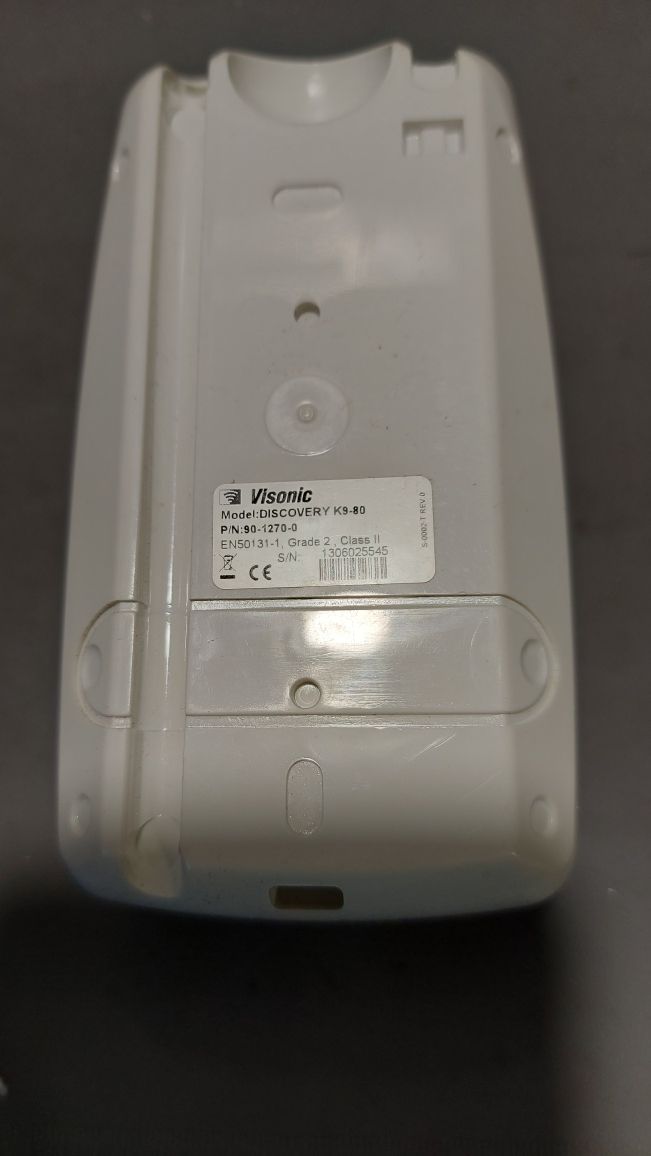 Visonic
Model:DISCOVERY K9-80
P/N:90-1270-0
EN50131-1, Grade 2 , Class II
S/N: 1306025545
CE
S-0002-T REV.0